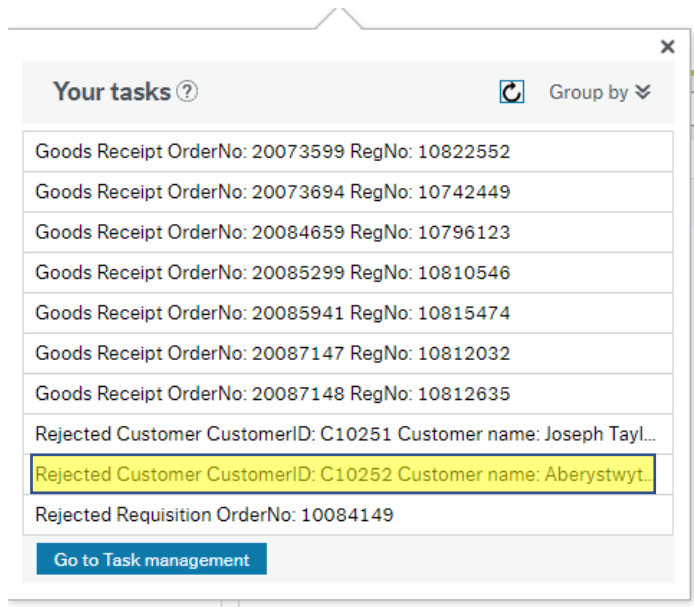 Your tasks ?
Group by
Goods Receipt OrderNo: 20073599 RegNo: 10822552
Goods Receipt OrderNo: 20073694 RegNo: 10742449
Goods Receipt OrderNo: 20084659 RegNo: 10796123
Goods Receipt OrderNo: 20085299 RegNo: 10810546
Goods Receipt OrderNo: 20085941 RegNo: 10815474
Goods Receipt OrderNo: 20087147 RegNo: 10812032
Goods Receipt OrderNo: 20087148 RegNo: 10812635
Rejected Customer CustomerID: C10251 Customer name: Joseph Tayl...
Rejected Customer CustomerID: C10252 Customer name: Aberystwyt...
Rejected Requisition OrderNo: 10084149
Go to Task management